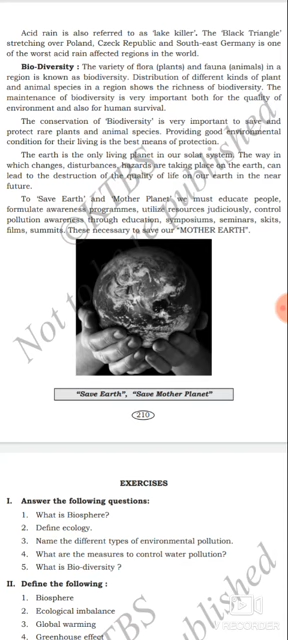 Acid rain is also referred to as 'lake killer'. The 'Black Triangle'
stretching over Poland, Czeck Republic and South-east Germany is one
of the worst acid rain affected regions in the world.
Bio-Diversity : The variety of flora (plants) and fauna (animals) in a
region is known as biodiversity. Distribution of different kinds of plant
and animal species in a region shows the richness of biodiversity. The
maintenance of biodiversity is very important both for the quality of
environment and also for human survival.
The conservation of 'Biodiversity' is very important to save and
protect rare plants and animal species. Providing good environmental
condition for their living is the best means of protection.
The earth is the only living planet in our solar system. The way in
which changes, disturbances, hazards are taking place on the earth, can
lead to the destruction of the quality of life on our earth in the near
future.
To 'Save Earth' and 'Mother Planet' we must educate people,
formulate awareness programmes, utilize resources judiciously, control
pollution awareness through education, symposiums, seminars, skits,
films, summits. These necessary to save our "MOTHER EARTH".
©KTBS
Not to be republished
"Save Earth", "Save Mother Planet"
210
EXERCISES
I. Answer the following questions:
1. What is Biosphere?
2. Define ecology.
3. Name the different types of environmental pollution.
4. What are the measures to control water pollution?
5. What is Bio-diversity ?
II. Define the following :
1. Biosphere
2. Ecological imbalance
3. Global warming
4. Greenhouse effect
RECORDER